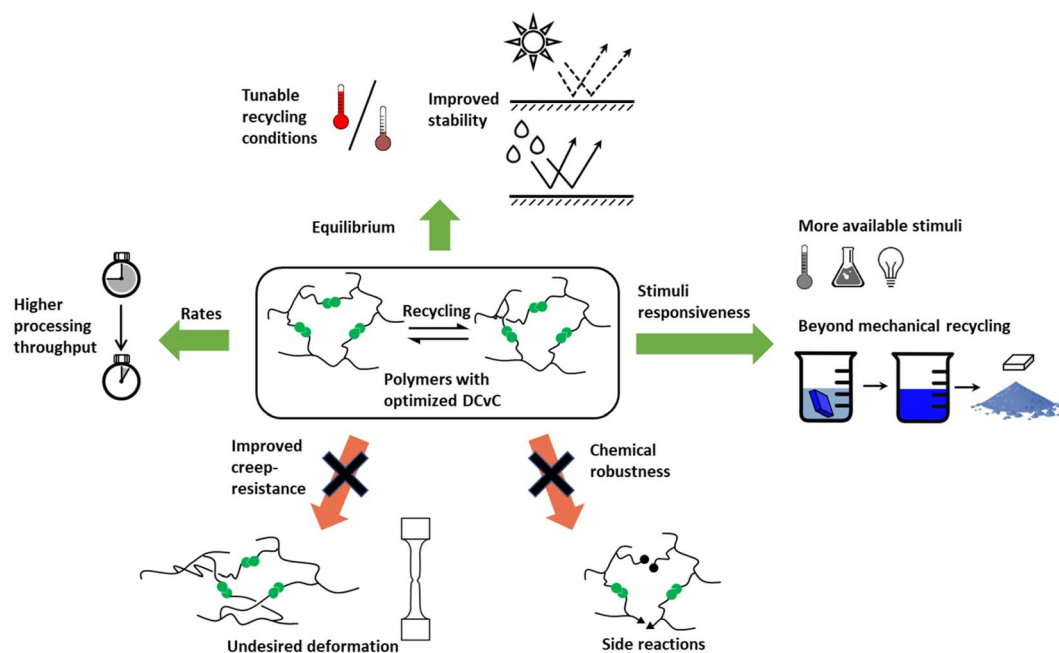 Tunable
recycling
conditions
Improved
stability
Equilibrium
More available stimuli
Higher
processing
throughput
Rates
Recycling
Polymers with
optimized DCvC
Stimuli
responsiveness
Beyond mechanical recycling
Improved
creep-
resistance
Chemical
robustness
Undesired deformation
Side reactions